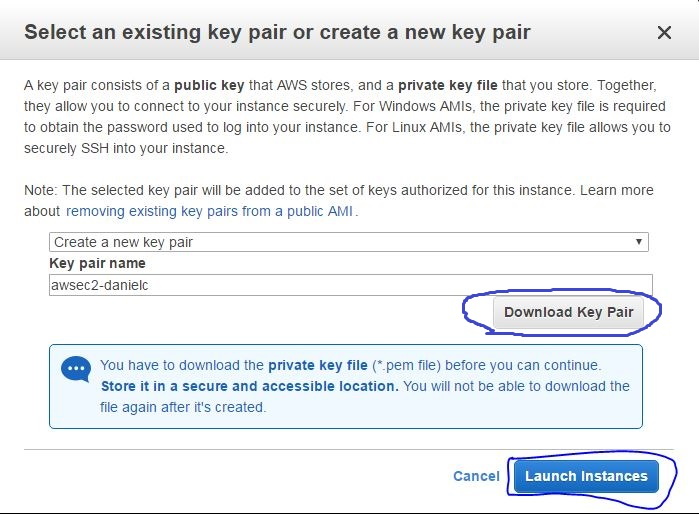 Select an existing key pair or create a new key pair
A key pair consists of a public key that AWS stores, and a private key file that you store. Together,
they allow you to connect to your instance securely. For Windows AMIs, the private key file is required
to obtain the password used to log into your instance. For Linux AMIs, the private key file allows you to
securely SSH into your instance.
Note: The selected key pair will be added to the set of keys authorized for this instance. Learn more
about removing existing key pairs from a public AMI .
Create a new key pair
Key pair name
awsec2-danielc
Download Key Pair
You have to download the private key file (*.pem file) before you can continue.
Store it in a secure and accessible location. You will not be able to download the
file again after it's created.
Cancel Launch Instances